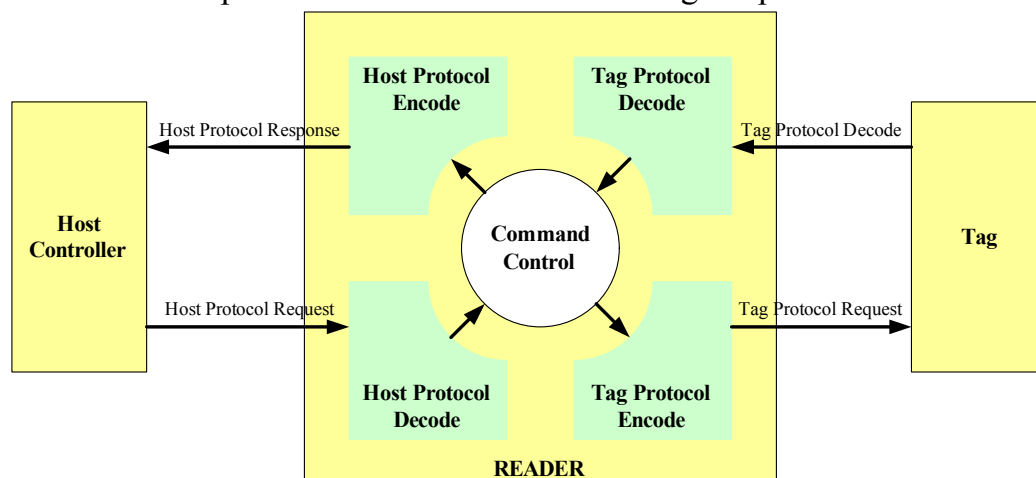 Host Protocol
Encode
Tag Protocol
Decode
Host Protocol Response
Tag Protocol Decode
Host
Controller
Command
Control
Tag
Host Protocol Request
Tag Protocol Request
Host Protocol
Decode
Tag Protocol
Encode
READER